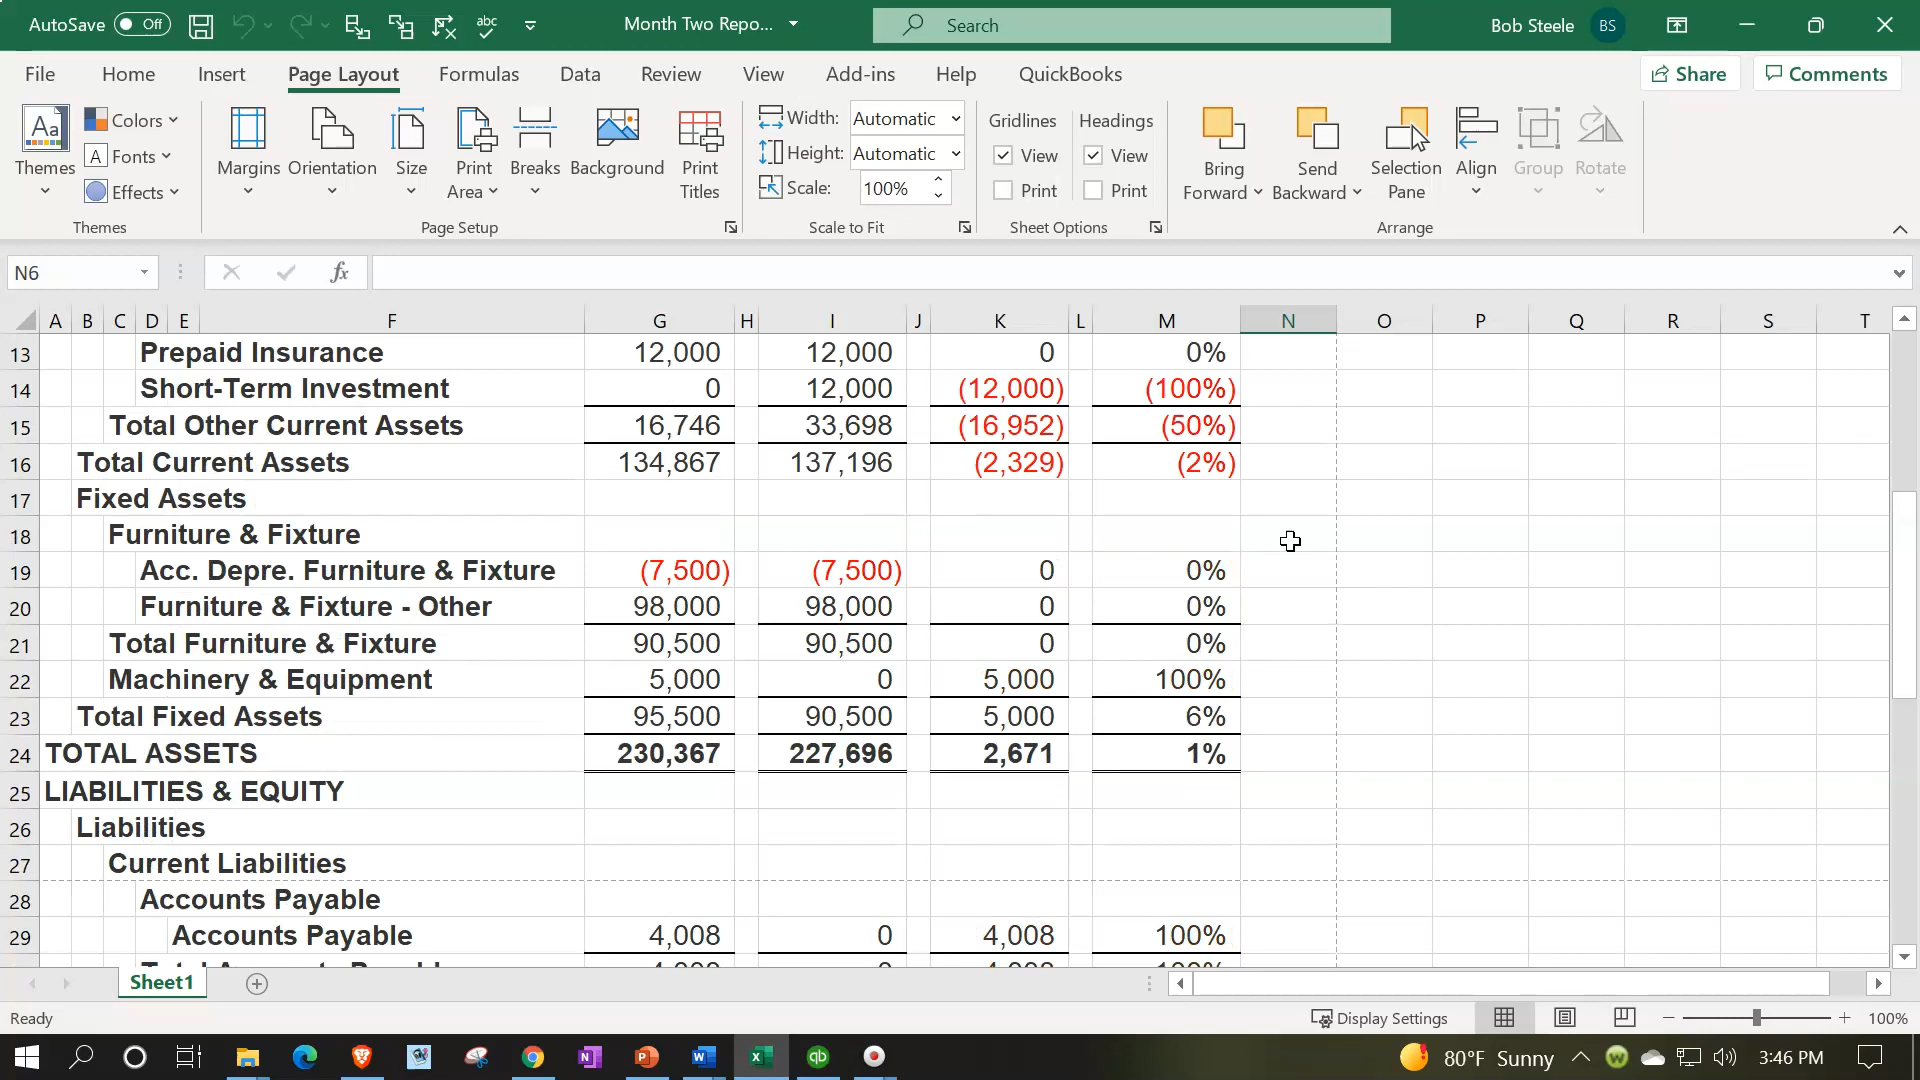 AutoSave Off abc Month Two Repo... Search Bob Steele BS
File Home Insert Page Layout Formulas Data Review View Add-ins Help QuickBooks Share Comments
Aa Themes Colors Fonts Effects
Themes
Margins Orientation Size Print Area Breaks Background Print Titles
Page Setup
Width: Automatic
Height: Automatic
Scale: 100%
Scale to Fit
Gridlines Headings
View View
Print Print
Sheet Options
Bring Forward Send Backward Selection Pane Align Group Rotate
Arrange
N6 fx
A B C D E F G H I J K L M N O P Q R S T
13 Prepaid Insurance 12,000 12,000 0 0%
14 Short-Term Investment 0 12,000 (12,000) (100%)
15 Total Other Current Assets 16,746 33,698 (16,952) (50%)
16 Total Current Assets 134,867 137,196 (2,329) (2%)
17 Fixed Assets
18 Furniture & Fixture
19 Acc. Depre. Furniture & Fixture (7,500) (7,500) 0 0%
20 Furniture & Fixture - Other 98,000 98,000 0 0%
21 Total Furniture & Fixture 90,500 90,500 0 0%
22 Machinery & Equipment 5,000 0 5,000 100%
23 Total Fixed Assets 95,500 90,500 5,000 6%
24 TOTAL ASSETS 230,367 227,696 2,671 1%
25 LIABILITIES & EQUITY
26 Liabilities
27 Current Liabilities
28 Accounts Payable
29 Accounts Payable 4,008 0 4,008 100%
Sheet1
Ready Display Settings 100%
80°F Sunny 3:46 PM